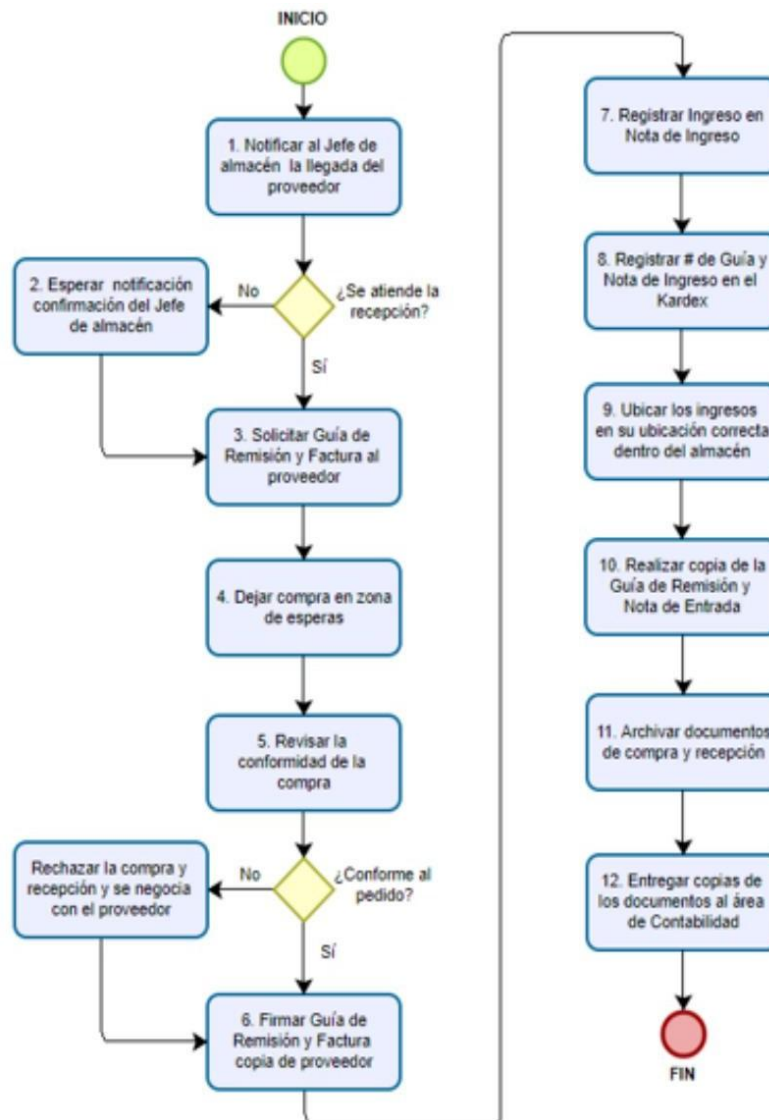 INICIO
1. Notificar al Jefe de
almacén la llegada del
proveedor
2. Esperar notificación
confirmación del Jefe
de almacén
No
¿Se atiende la
recepción?
Sí
3. Solicitar Guía de
Remisión y Factura al
proveedor
4. Dejar compra en zona
de esperas
5. Revisar la
conformidad de la
compra
Rechazar la compra y
recepción y se negocia
con el proveedor
No
¿Conforme al
pedido?
Sí
6. Firmar Guía de
Remisión y Factura
copia de proveedor
7. Registrar Ingreso en
Nota de Ingreso
8. Registrar # de Guía y
Nota de Ingreso en el
Kardex
9. Ubicar los ingresos
en su ubicación correcta
dentro del almacén
10. Realizar copia de la
Guía de Remisión y
Nota de Entrada
11. Archivar documentos
de compra y recepción
12. Entregar copias de
los documentos al área
de Contabilidad
FIN